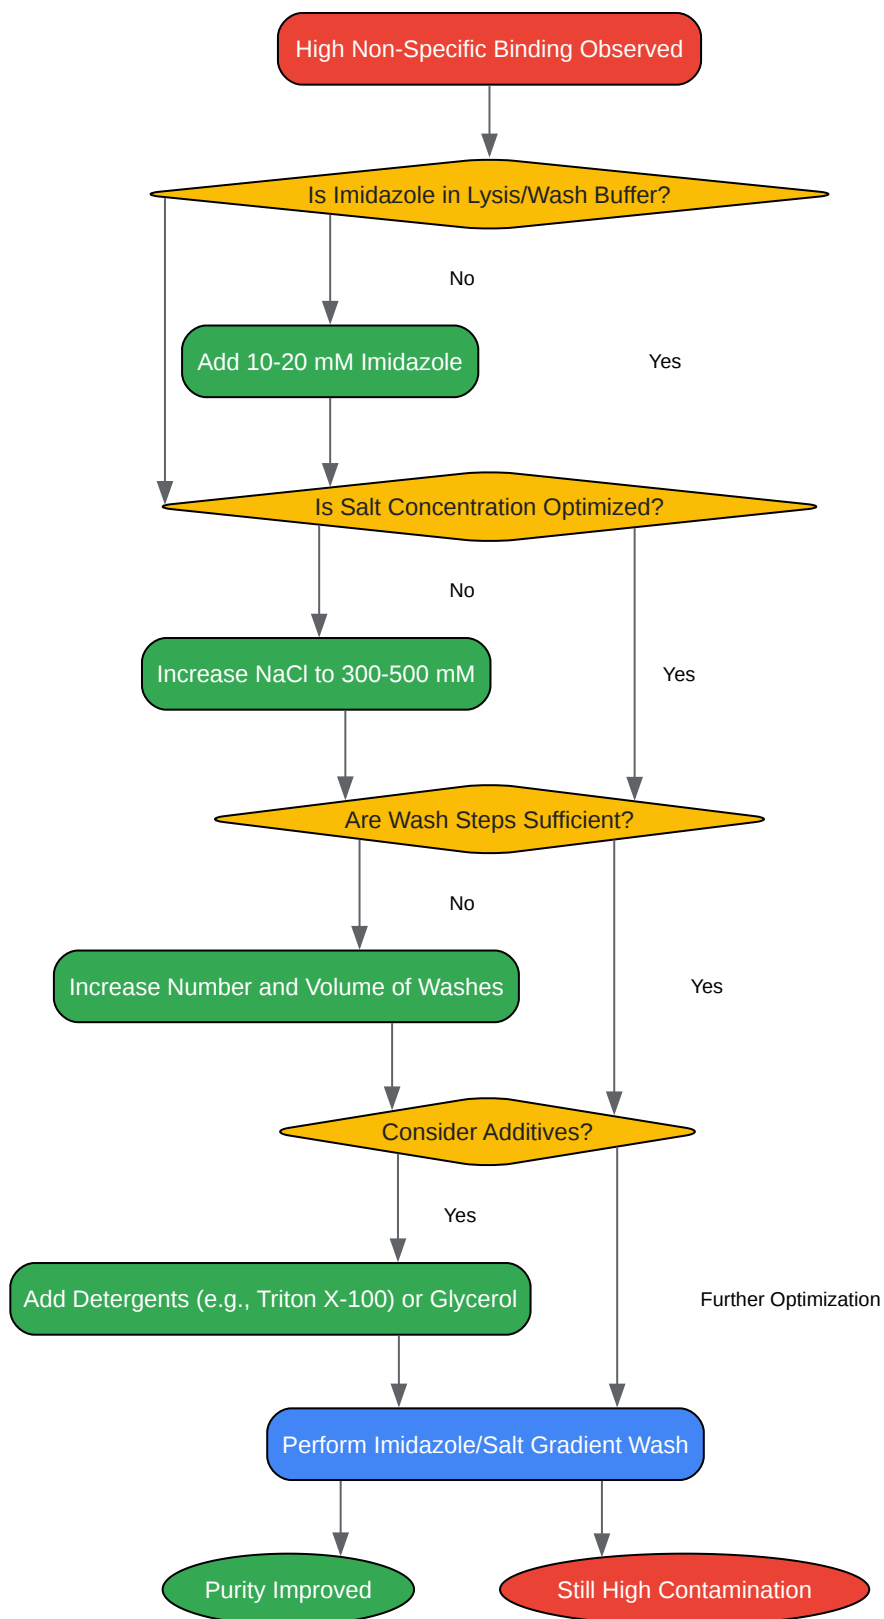 High Non-Specific Binding Observed
Is Imidazole in Lysis/Wash Buffer?
No
Add 10-20 mM Imidazole
Yes
Is Salt Concentration Optimized?
No
Increase NaCl to 300-500 mM
Yes
Are Wash Steps Sufficient?
No
Increase Number and Volume of Washes
Yes
Consider Additives?
Yes
Add Detergents (e.g., Triton X-100) or Glycerol
Further Optimization
Perform Imidazole/Salt Gradient Wash
Purity Improved
Still High Contamination